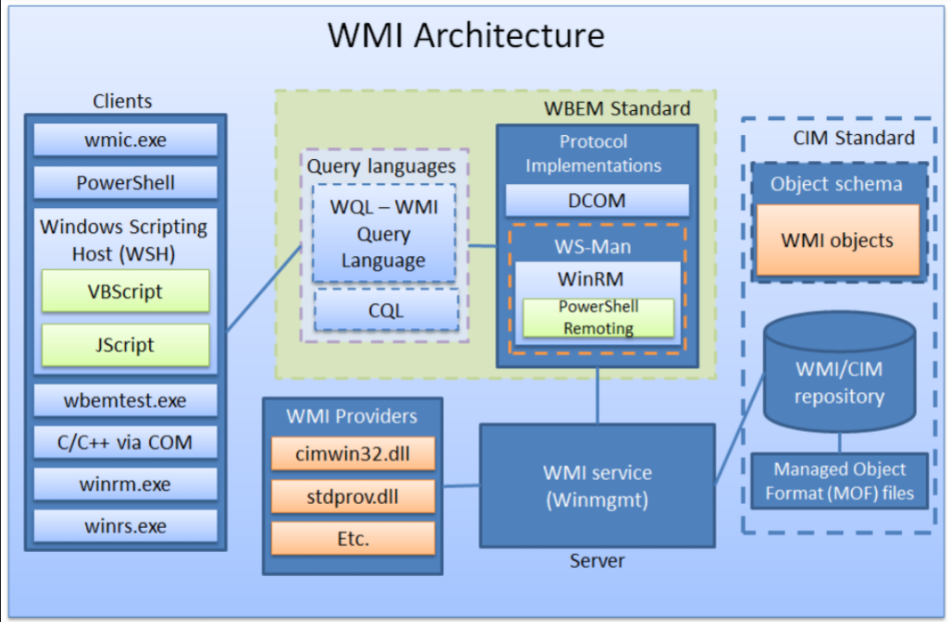 WMI Architecture
Clients
wmic.exe
PowerShell
Windows Scripting
Host (WSH)
VBScript
JScript
wbemtest.exe
C/C++ via COM
winrm.exe
winrs.exe
WBEM Standard
Query languages
WQL – WMI
Query
Language
CQL
Protocol
Implementations
DCOM
WS-Man
WinRM
PowerShell
Remoting
CIM Standard
Object schema
WMI objects
WMI/CIM
repository
Managed Object
Format (MOF) files
WMI Providers
cimwin32.dll
stdprov.dll
Etc.
WMI service
(Winmgmt)
Server